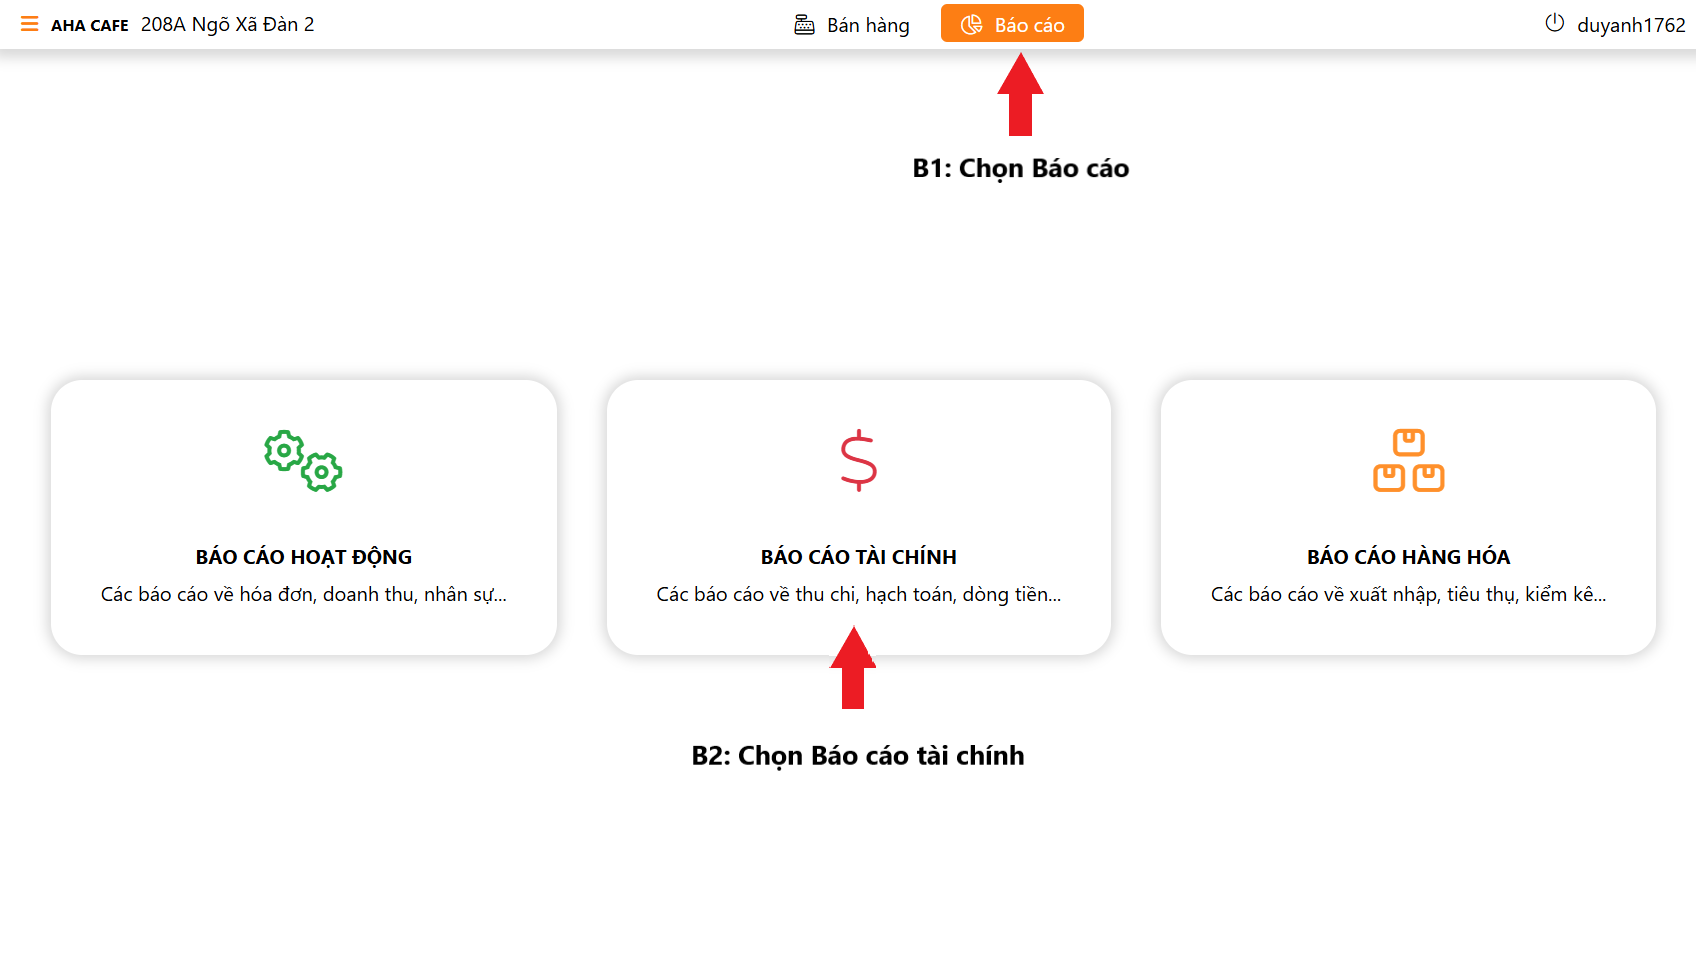 AHA CAFE 208A Ngõ Xã Đàn 2 Bán hàng Báo cáo duyanh1762
B1: Chọn Báo cáo
BÁO CÁO HOẠT ĐỘNG
Các báo cáo về hóa đơn, doanh thu, nhân sự...
BÁO CÁO TÀI CHÍNH
Các báo cáo về thu chi, hạch toán, dòng tiền...
BÁO CÁO HÀNG HÓA
Các báo cáo về xuất nhập, tiêu thụ, kiểm kê...
B2: Chọn Báo cáo tài chính